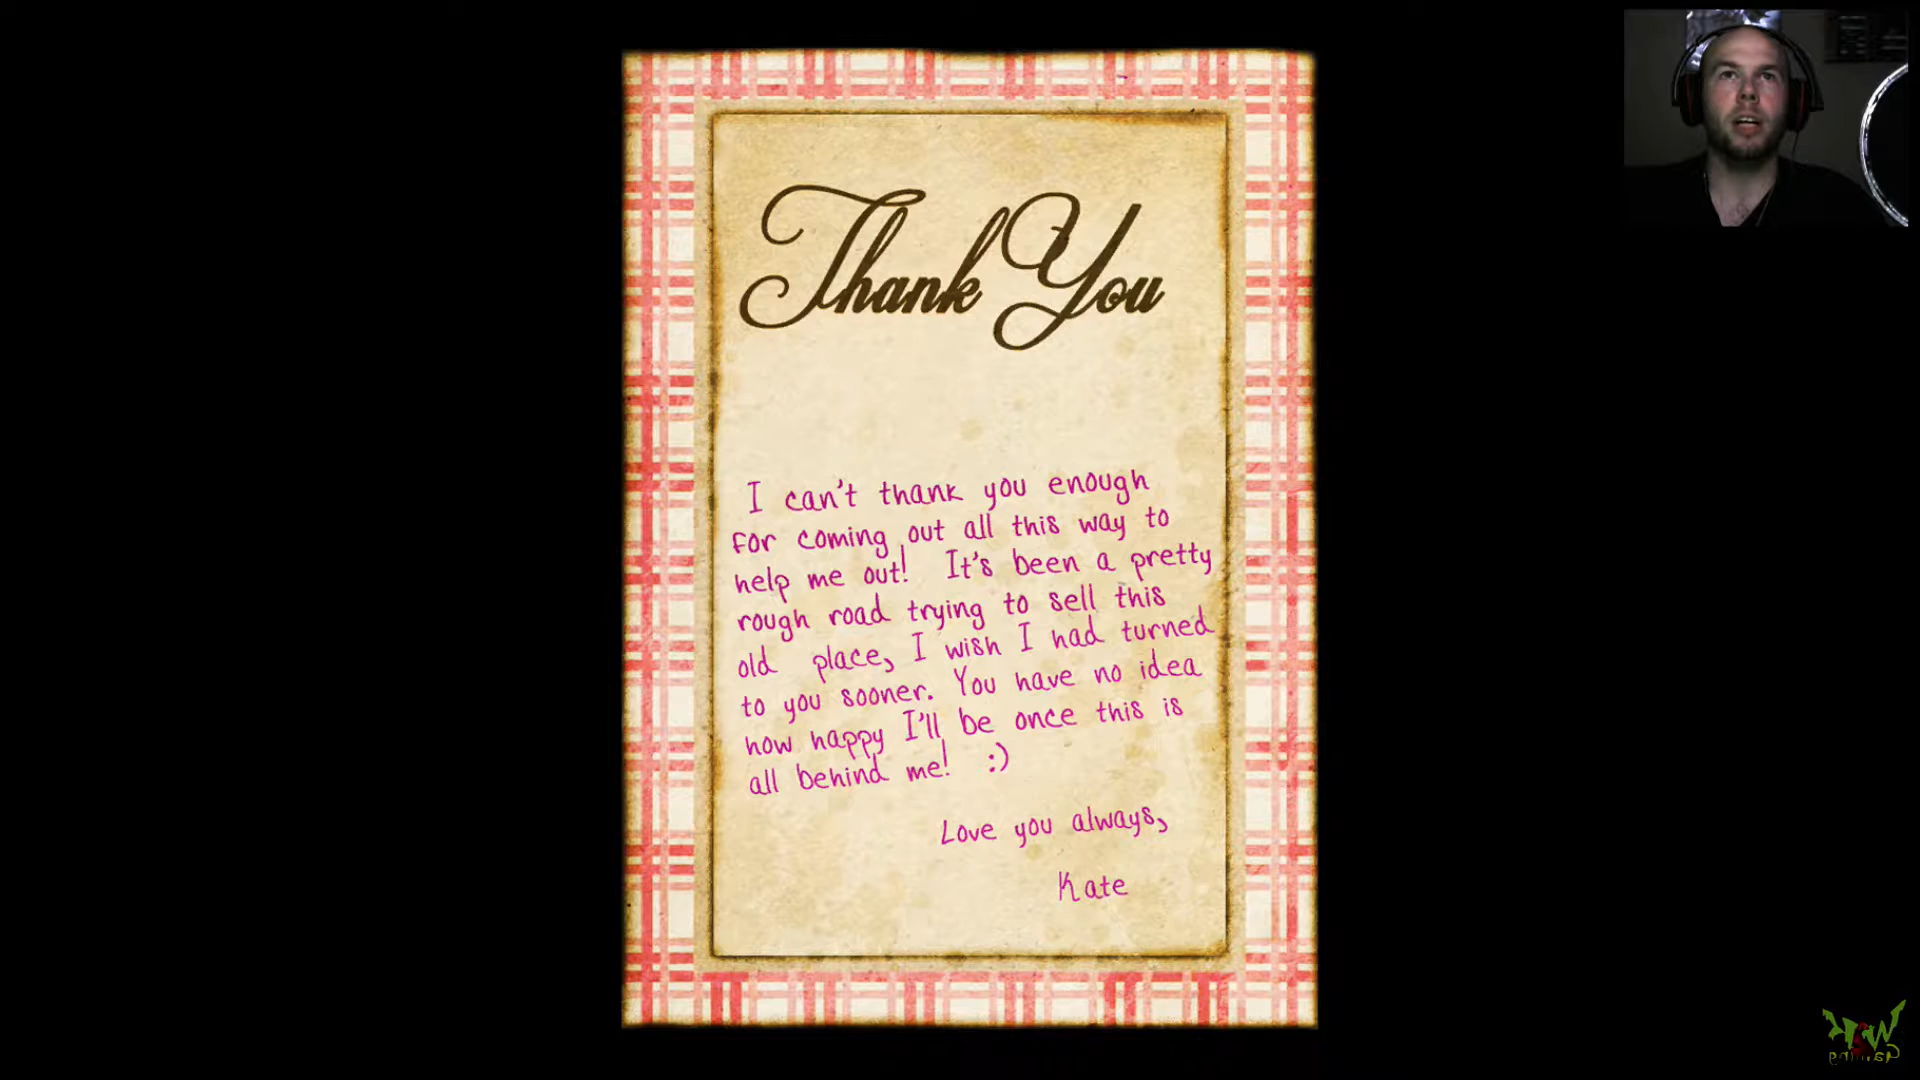 Thank You
I can't thank you enough
for coming out all this way to
help me out! It's been a pretty
rough road trying to sell this
old place, I wish I had turned
to you sooner. You have no idea
how happy I'll be once this is
all behind me! :)
Love you always,
Kate